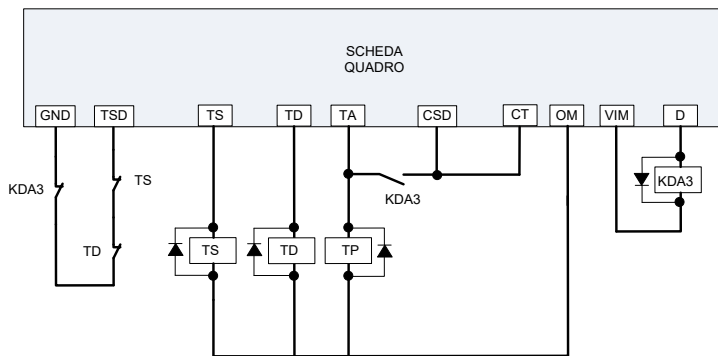 SCHEDA
QUADRO
GND TSD TS TD TA CSD CT OM VIM D
KDA3 TS KDA3 KDA3
TD TS TD TP